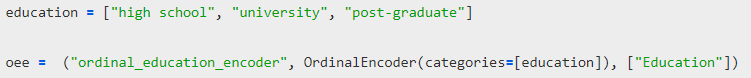 education = ["high school", "university", "post-graduate"]
oee =  ("ordinal_education_encoder", OrdinalEncoder(categories=[education]), ["Education"])